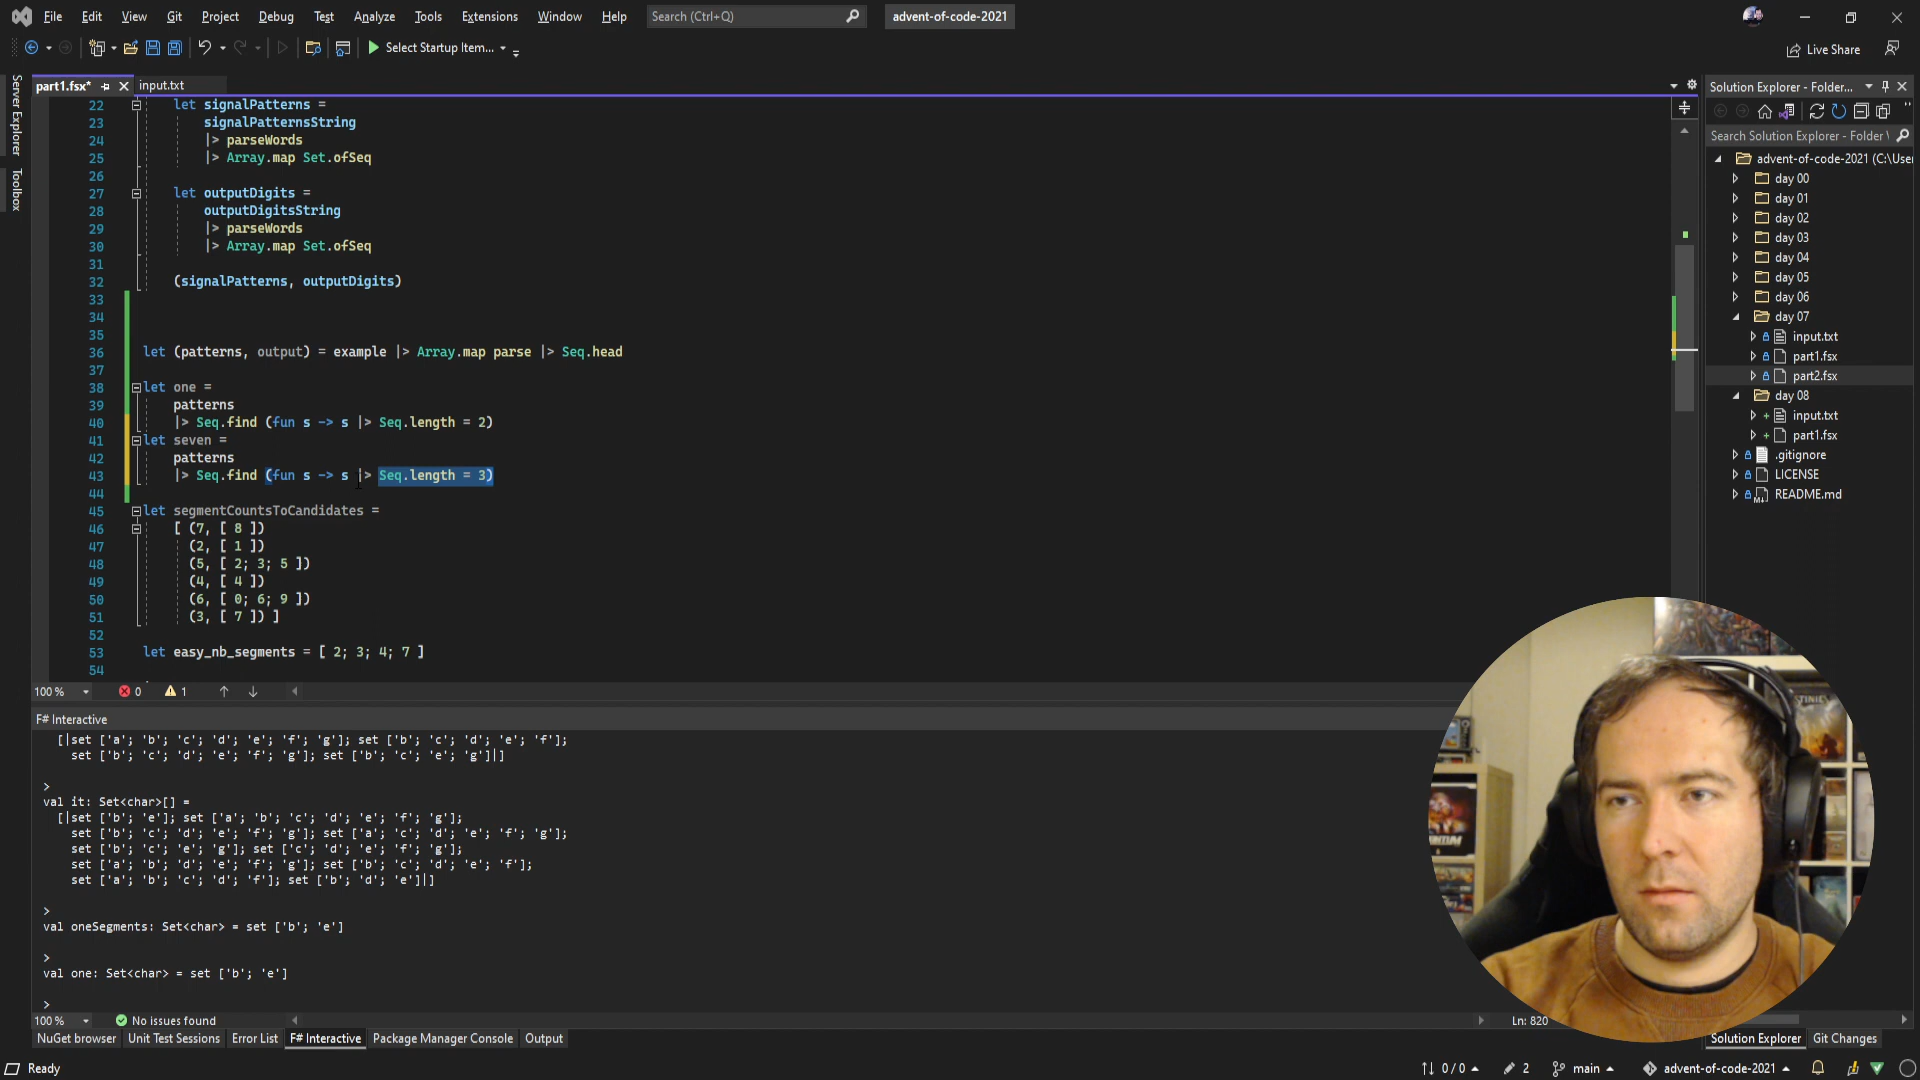 File Edit View Git Project Debug Test Analyze Tools Extensions Window Help Search (Ctrl+Q) advent-of-code-2021
Select Startup Item... Live Share
Server Explorer
Toolbox
part1.fsx* input.txt
22 let signalPatterns =
23 signalPatternsString
24 |> parseWords
25 |> Array.map Set.ofSeq
26
27 let outputDigits =
28 outputDigitsString
29 |> parseWords
30 |> Array.map Set.ofSeq
31
32 (signalPatterns, outputDigits)
33
34
35
36 let (patterns, output) = example |> Array.map parse |> Seq.head
37
38 let one =
39 patterns
40 |> Seq.find (fun s -> s |> Seq.length = 2)
41 let seven =
42 patterns
43 |> Seq.find (fun s -> s |> Seq.length = 3)
44
45 let segmentCountsToCandidates =
46 [ (7, [ 8 ])
47 (2, [ 1 ])
48 (5, [ 2; 3; 5 ])
49 (4, [ 4 ])
50 (6, [ 0; 6; 9 ])
51 (3, [ 7 ]) ]
52
53 let easy_nb_segments = [ 2; 3; 4; 7 ]
54
100 % 0 1
F# Interactive
[|set ['a'; 'b'; 'c'; 'd'; 'e'; 'f'; 'g']; set ['b'; 'c'; 'd'; 'e'; 'f'];
set ['b'; 'c'; 'd'; 'e'; 'f'; 'g']; set ['b'; 'c'; 'e'; 'g']|]
>
val it: Set<char>[] =
[|set ['b'; 'e']; set ['a'; 'b'; 'c'; 'd'; 'e'; 'f'; 'g'];
set ['b'; 'c'; 'd'; 'e'; 'f'; 'g']; set ['a'; 'c'; 'd'; 'e'; 'f'; 'g'];
set ['b'; 'c'; 'e'; 'g']; set ['c'; 'd'; 'e'; 'f'; 'g'];
set ['a'; 'b'; 'd'; 'e'; 'f'; 'g']; set ['b'; 'c'; 'd'; 'e'; 'f'];
set ['a'; 'b'; 'c'; 'd'; 'f']; set ['b'; 'd'; 'e']|]
>
val oneSegments: Set<char> = set ['b'; 'e']
>
val one: Set<char> = set ['b'; 'e']
>
100 % No issues found Ln: 820
NuGet browser Unit Test Sessions Error List F# Interactive Package Manager Console Output
Solution Explorer - Folder...
Search Solution Explorer - Folder
advent-of-code-2021 (C:\Use
day 00
day 01
day 02
day 03
day 04
day 05
day 06
day 07
input.txt
part1.fsx
part2.fsx
day 08
input.txt
part1.fsx
.gitignore
LICENSE
README.md
Solution Explorer Git Changes
Ready 0 / 0 2 main advent-of-code-2021